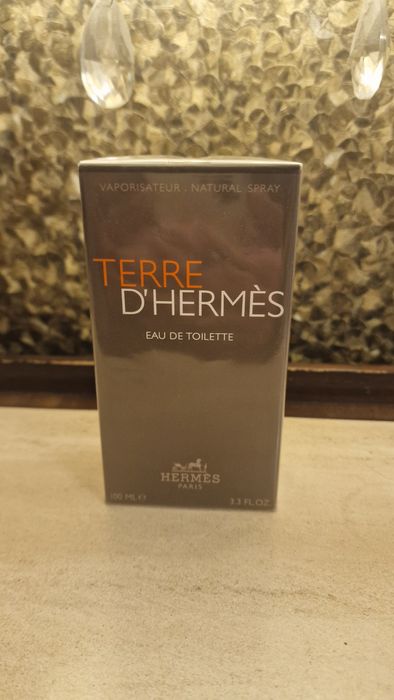 VAPORISATEUR . NATURAL SPRAY
TERRE
D'HERMÈS
EAU DE TOILETTE
HERMÈS
PARIS
100 ML ℮ 3.3 FL.OZ